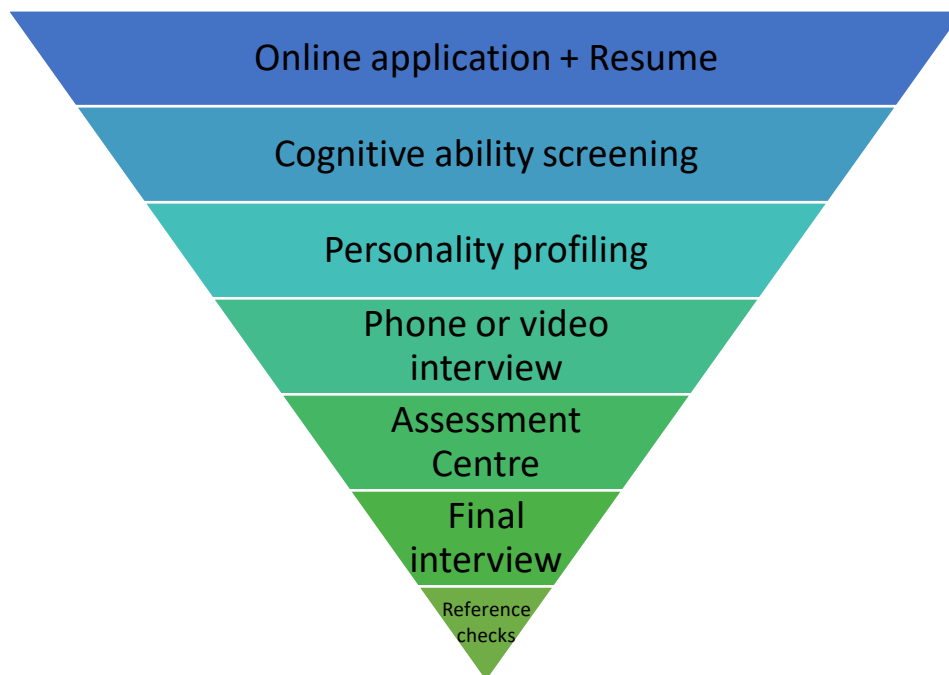 Online application + Resume
Cognitive ability screening
Personality profiling
Phone or video
interview
Assessment
Centre
Final
interview
Reference
checks